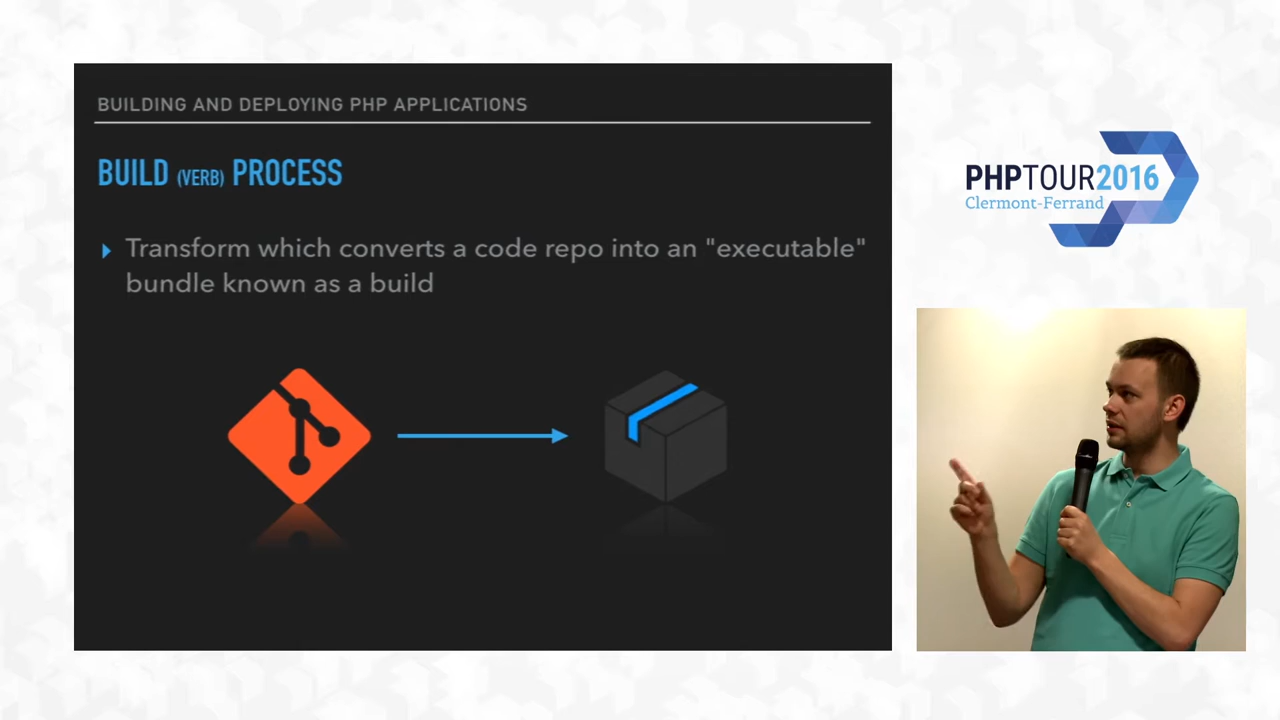 BUILDING AND DEPLOYING PHP APPLICATIONS
BUILD (VERB) PROCESS
Transform which converts a code repo into an "executable"
bundle known as a build
PHPTOUR2016
Clermont-Ferrand